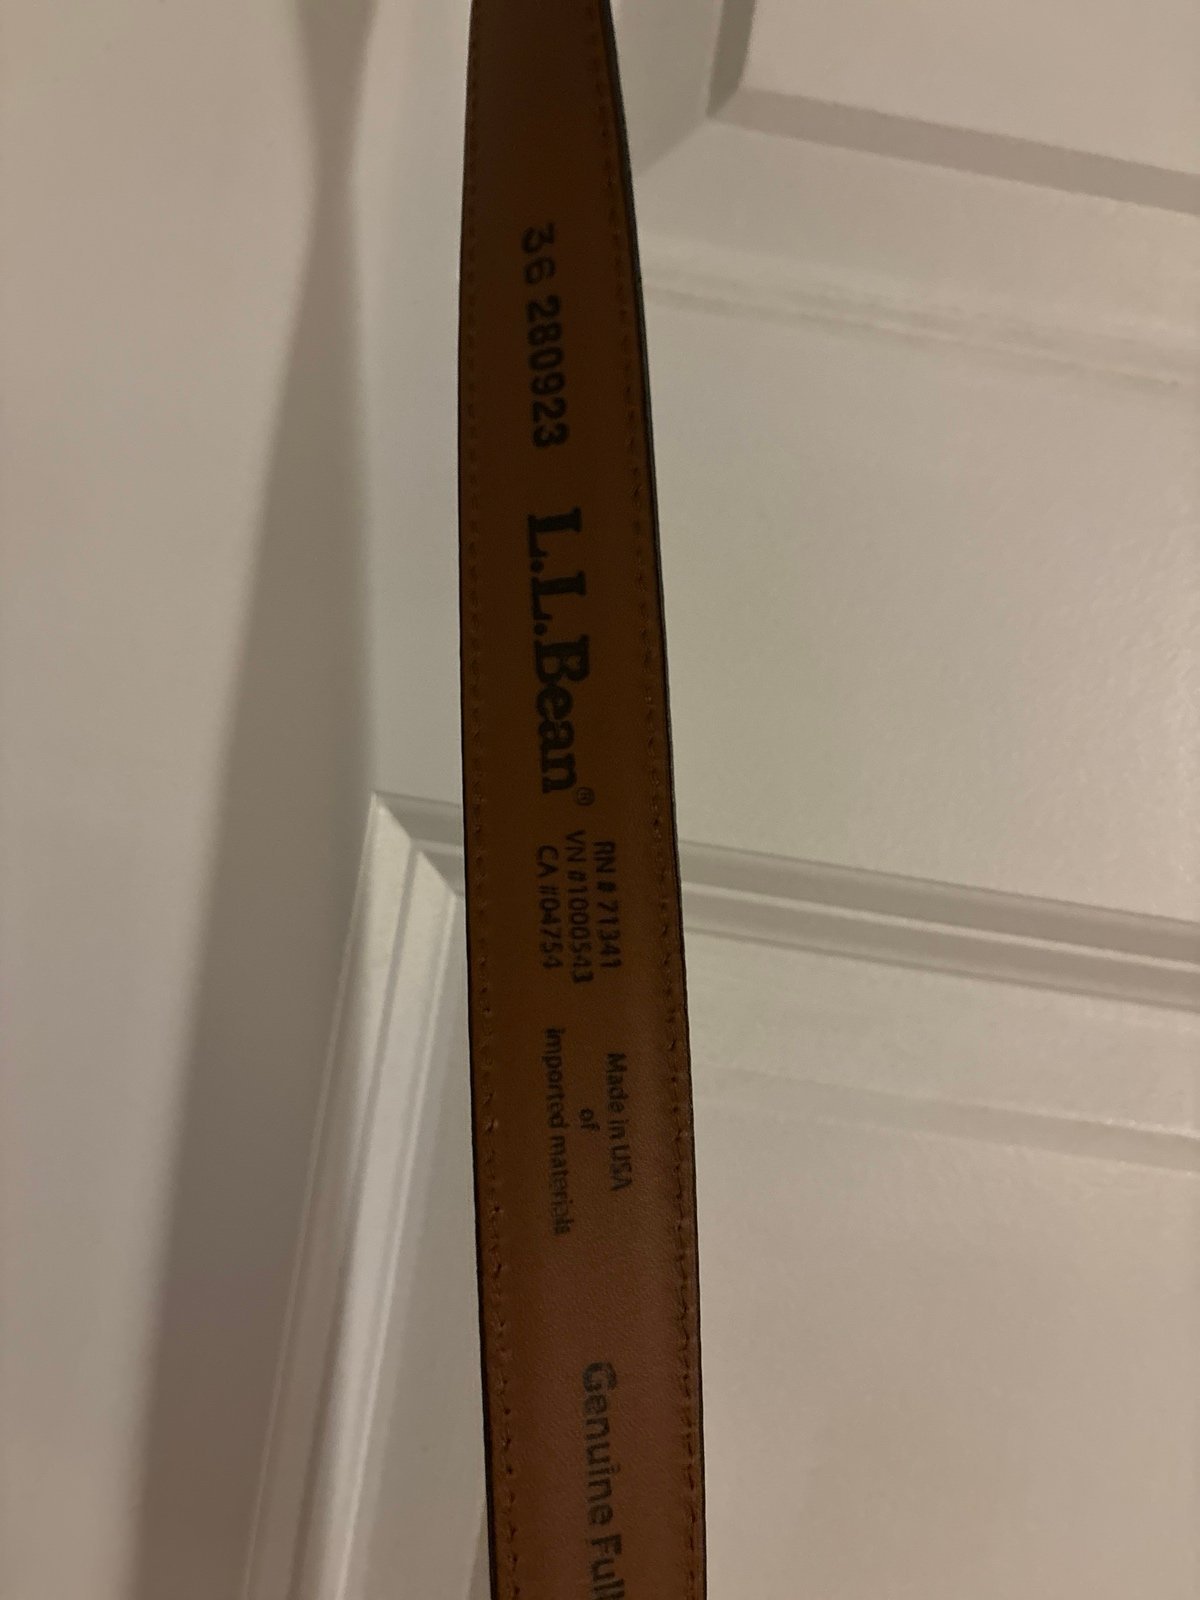 36 280923
L.L.Bean®
RN # 71341
VN #1000543
CA #04754
Made in USA
of
imported materials
Genuine Full